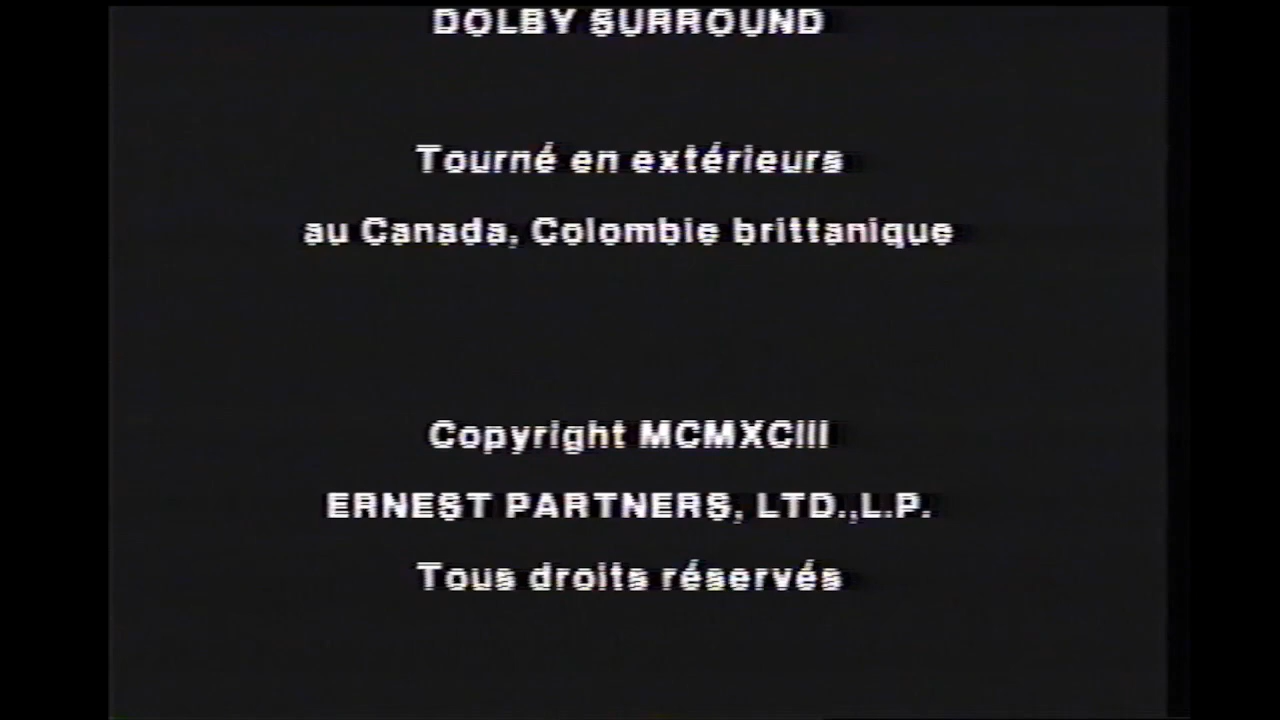 DOLBY SURROUND
Tourné en extérieurs
au Canada, Colombie brittanique
Copyright MCMXCIII
ERNEST PARTNERS, LTD.,L.P.
Tous droits réservés